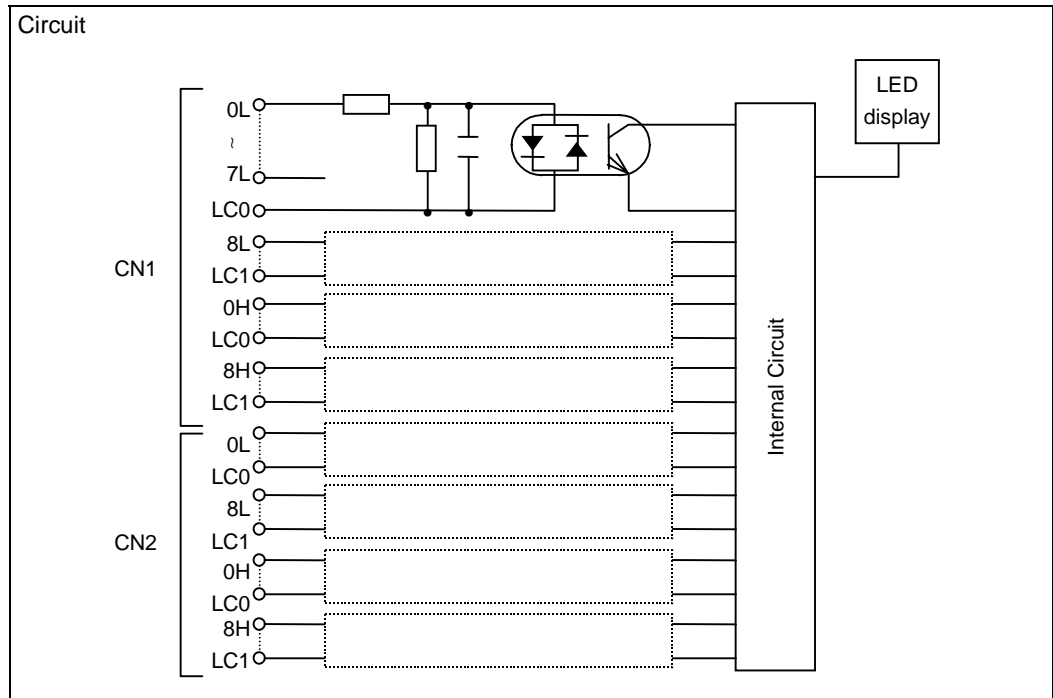 Circuit
LED
display
0L
~
7L
LC0
8L
CN1
LC1
0H
LC0
8H
LC1
Internal Circuit
0L
LC0
8L
CN2
LC1
0H
LC0
8H
LC1